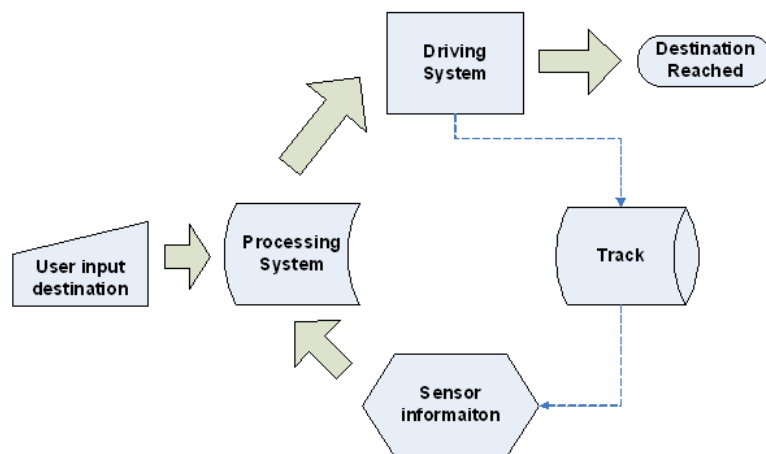 Driving
System
Destination
Reached
User input
destination
Processing
System
Track
Sensor
informaiton